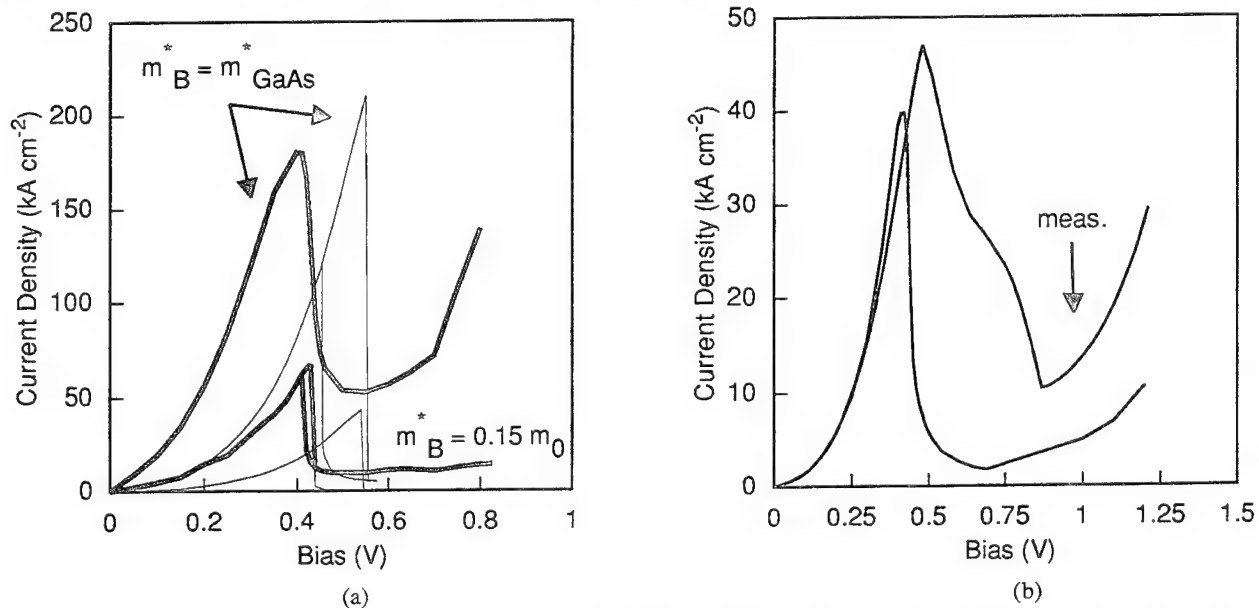 250
200
150
100
50
0
Current Density (kA cm-2)
m*B = m*GaAs
m*B = 0.15 m0
0
0.2
0.4
0.6
0.8
1
Bias (V)
(a)
50
40
30
20
10
0
Current Density (kA cm-2)
meas.
0
0.25
0.5
0.75
1
1.25
1.5
Bias (V)
(b)